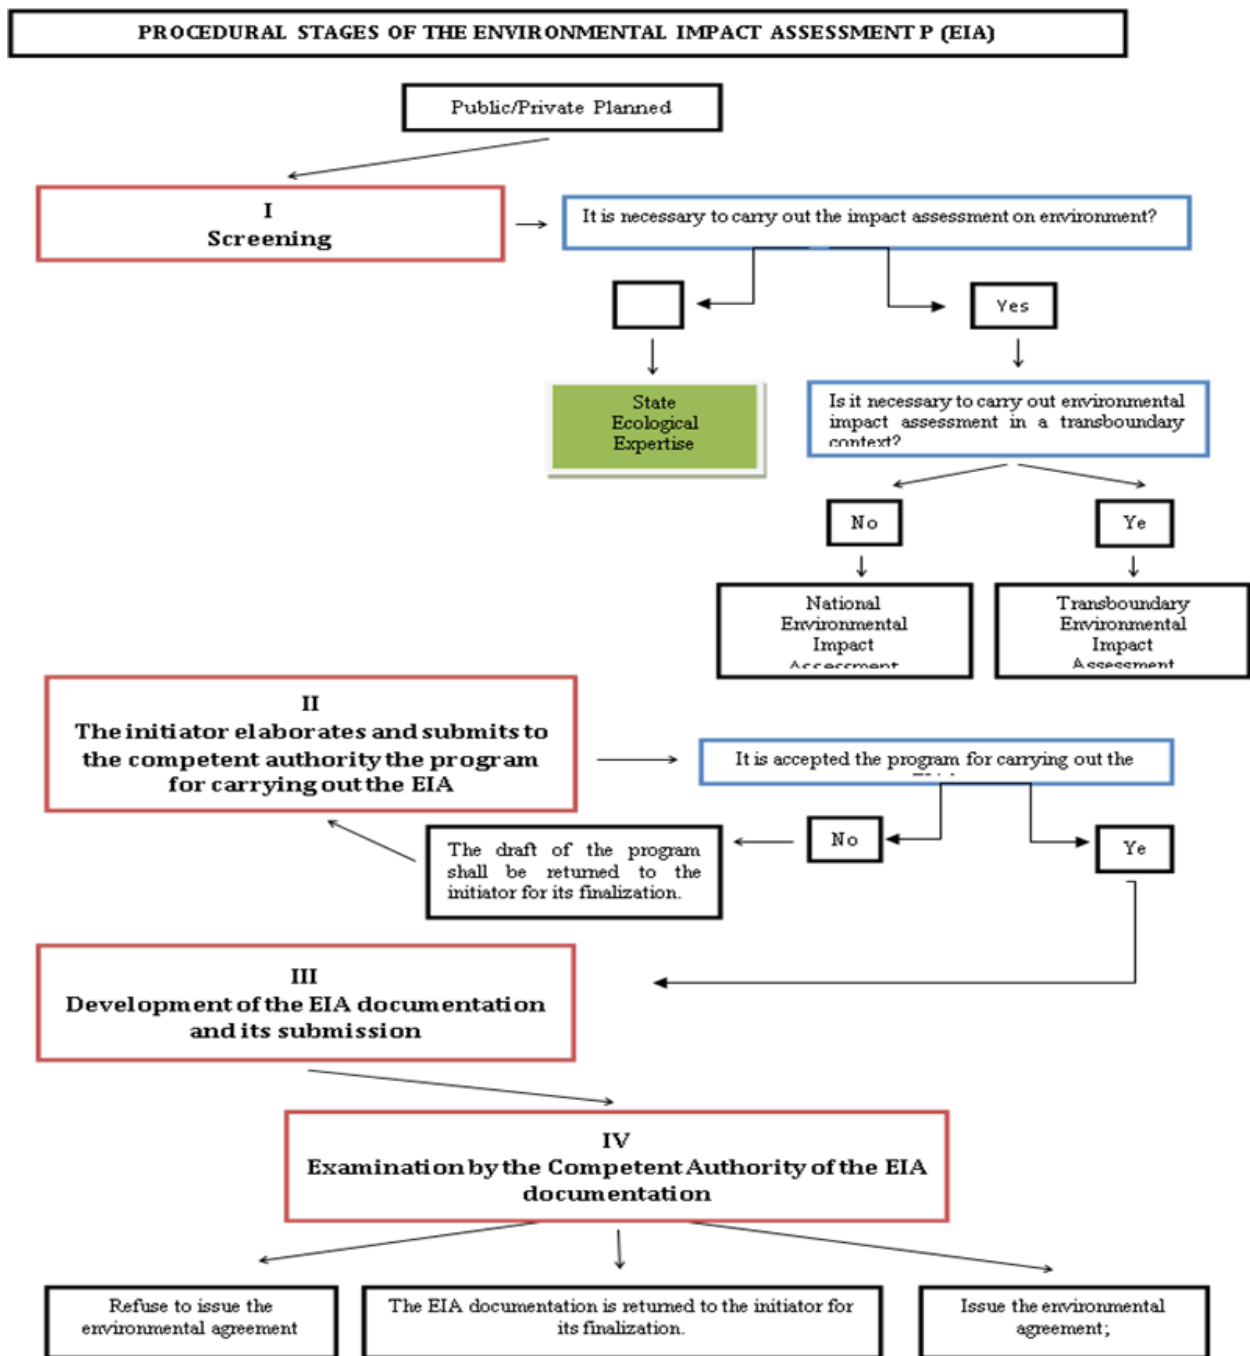 PROCEDURAL STAGES OF THE ENVIRONMENTAL IMPACT ASSESSMENT P (EIA)
Public/Private Planned
I
Screening
It is necessary to carry out the impact assessment on environment?
Yes
State
Ecological
Expertise
Is it necessary to carry out environmental
impact assessment in a transboundary
context?
No
Ye
National
Environmental
Impact
Assessment
Transboundary
Environmental
Impact
Assessment
II
The initiator elaborates and submits to
the competent authority the program
for carrying out the EIA
It is accepted the program for carrying out the
No
Ye
The draft of the program
shall be returned to the
initiator for its finalization.
III
Development of the EIA documentation
and its submission
IV
Examination by the Competent Authority of the EIA
documentation
Refuse to issue the
environmental agreement
The EIA documentation is returned to the initiator for
its finalization.
Issue the environmental
agreement;